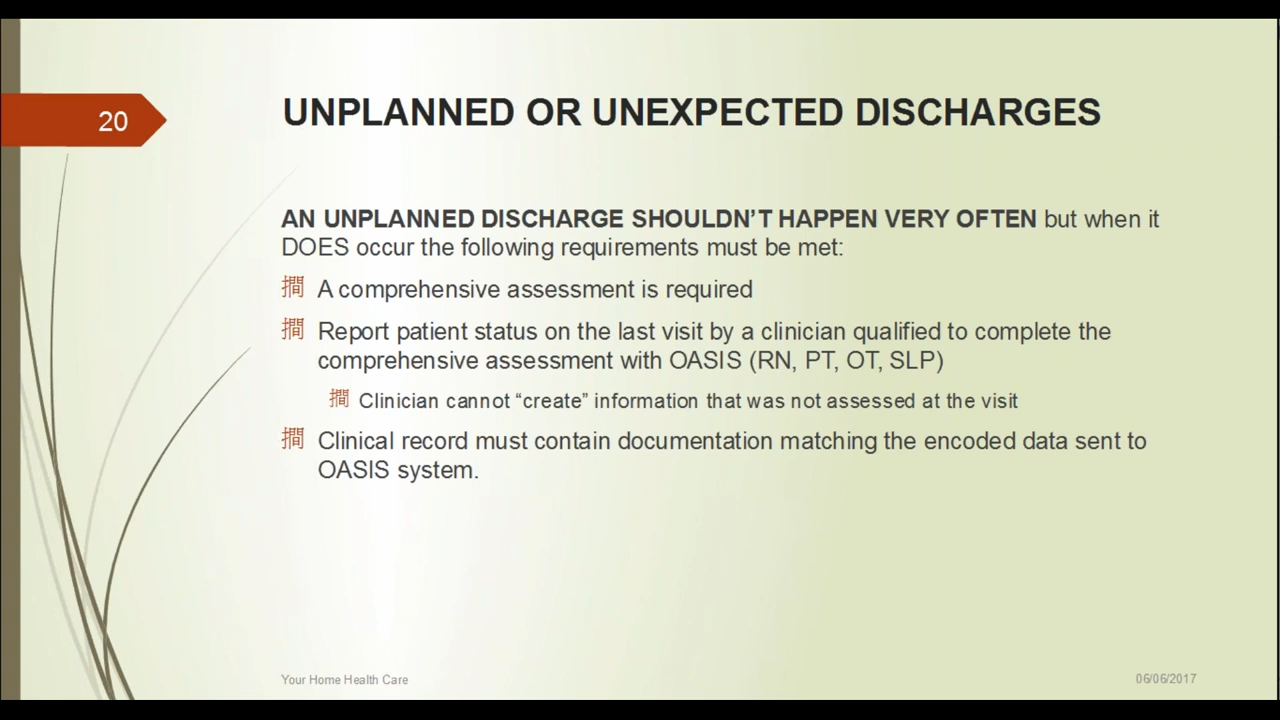 20
UNPLANNED OR UNEXPECTED DISCHARGES
AN UNPLANNED DISCHARGE SHOULDN'T HAPPEN VERY OFTEN but when it
DOES occur the following requirements must be met:
擱 A comprehensive assessment is required
擱 Report patient status on the last visit by a clinician qualified to complete the
comprehensive assessment with OASIS (RN, PT, OT, SLP)
擱 Clinician cannot “create” information that was not assessed at the visit
擱 Clinical record must contain documentation matching the encoded data sent to
OASIS system.
Your Home Health Care
06/06/2017